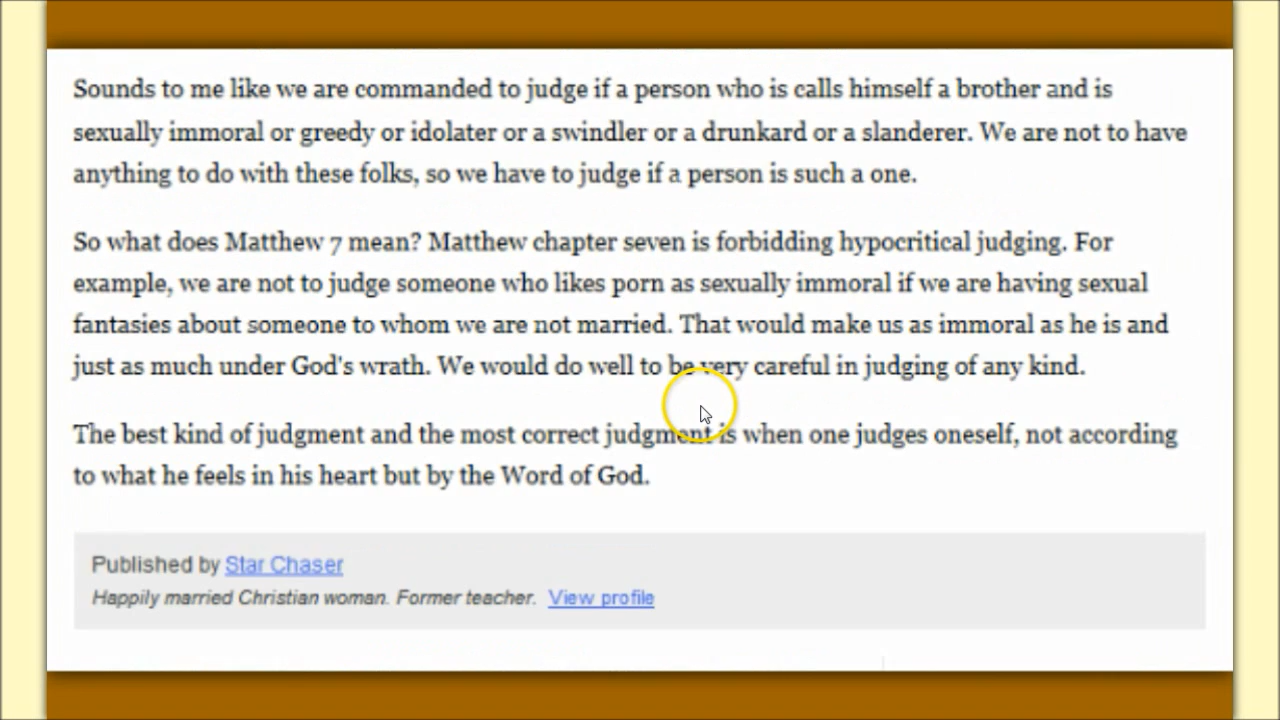 Sounds to me like we are commanded to judge if a person who is calls himself a brother and is
sexually immoral or greedy or idolater or a swindler or a drunkard or a slanderer. We are not to have
anything to do with these folks, so we have to judge if a person is such a one.
So what does Matthew 7 mean? Matthew chapter seven is forbidding hypocritical judging. For
example, we are not to judge someone who likes porn as sexually immoral if we are having sexual
fantasies about someone to whom we are not married. That would make us as immoral as he is and
just as much under God's wrath. We would do well to be very careful in judging of any kind.
The best kind of judgment and the most correct judgment is when one judges oneself, not according
to what he feels in his heart but by the Word of God.
Published by Star Chaser
Happily married Christian woman. Former teacher. View profile